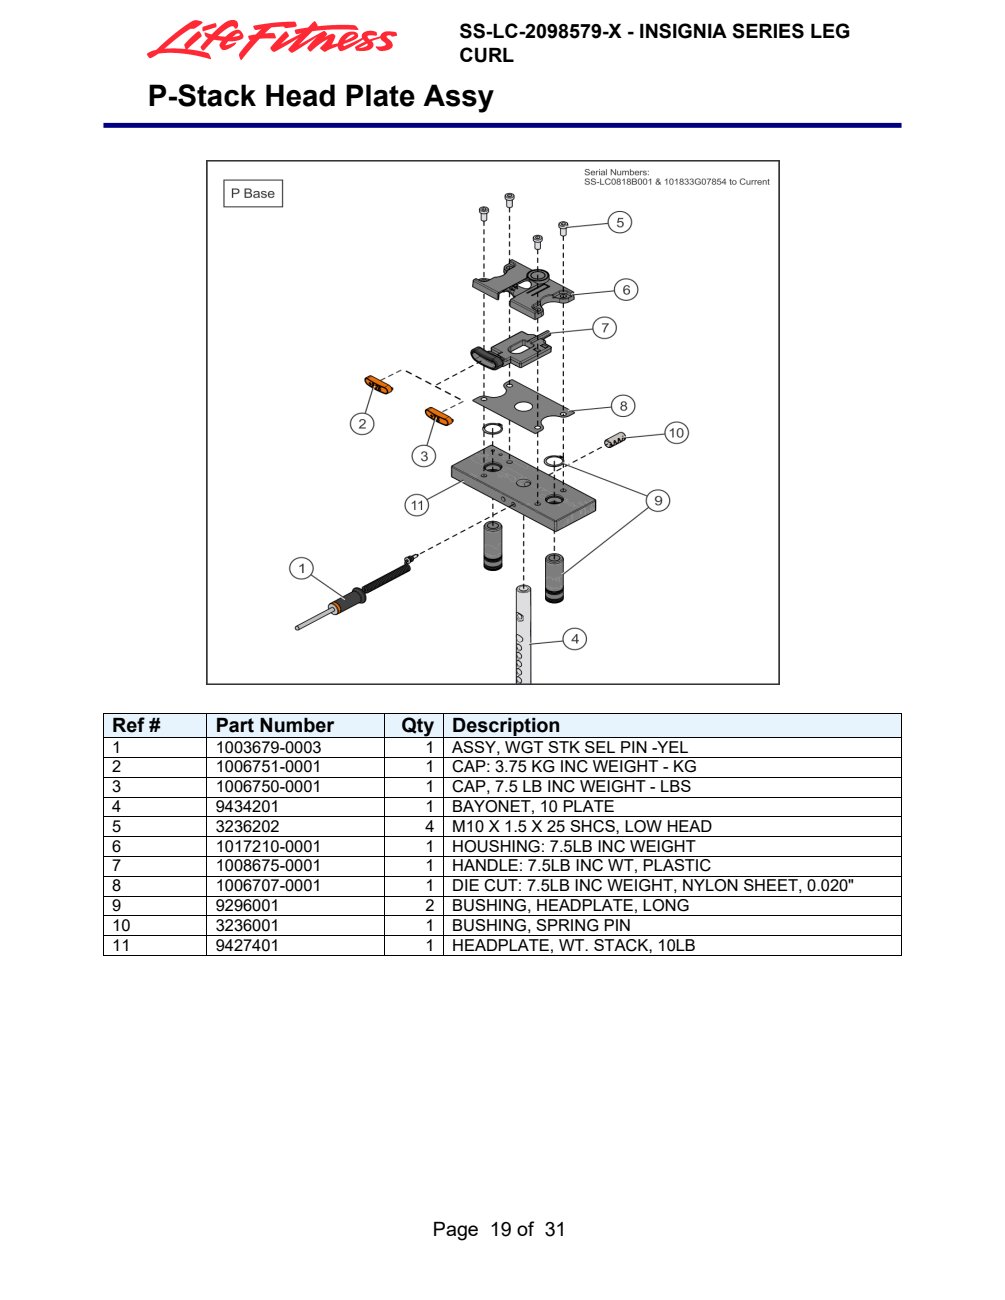 Life Fitness
SS-LC-2098579-X - INSIGNIA SERIES LEG
CURL
P-Stack Head Plate Assy
Serial Numbers:
SS-LC0818B001 & 101833G07854 to Current
P Base
5
6
7
2
8
3
10
11
9
1
4
Ref # Part Number Qty Description
1 1003679-0003 1 ASSY, WGT STK SEL PIN -YEL
2 1006751-0001 1 CAP: 3.75 KG INC WEIGHT - KG
3 1006750-0001 1 CAP, 7.5 LB INC WEIGHT - LBS
4 9434201 1 BAYONET, 10 PLATE
5 3236202 4 M10 X 1.5 X 25 SHCS, LOW HEAD
6 1017210-0001 1 HOUSHING: 7.5LB INC WEIGHT
7 1008675-0001 1 HANDLE: 7.5LB INC WT, PLASTIC
8 1006707-0001 1 DIE CUT: 7.5LB INC WEIGHT, NYLON SHEET, 0.020"
9 9296001 2 BUSHING, HEADPLATE, LONG
10 3236001 1 BUSHING, SPRING PIN
11 9427401 1 HEADPLATE, WT. STACK, 10LB
Page 19 of 31